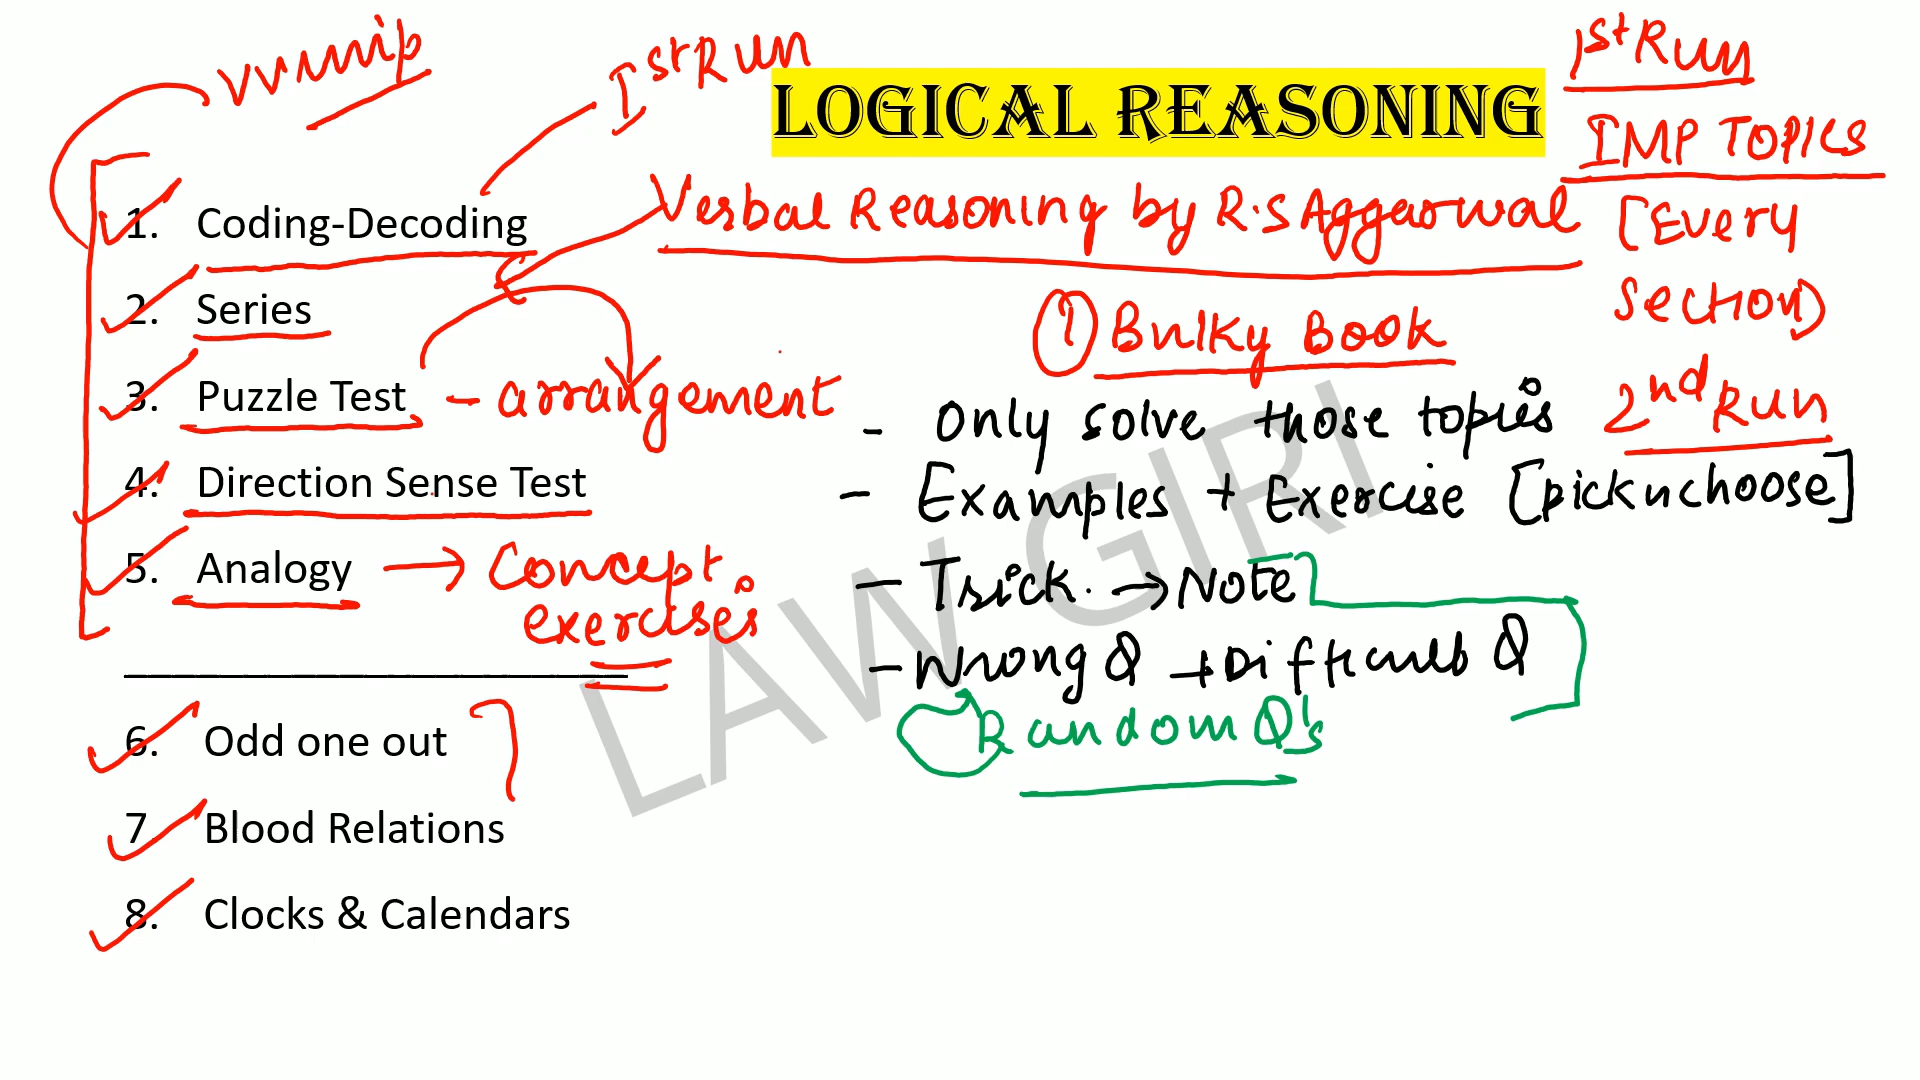 vvvimip
Ist Run
1st Run
LOGICAL REASONING
IMP TOPICS
[Every
Section]
2nd Run
Verbal Reasoning by R.S Aggarwal
1. Coding-Decoding
2. Series
3. Puzzle Test - arrangement
4. Direction Sense Test
5. Analogy → Concept
exercises
6. Odd one out
7. Blood Relations
8. Clocks & Calendars
① Bulky Book
- Only solve those topics
- Examples + Exercise [pick n choose]
- Trick. → Note
- Wrong Q → Difficult Q
Random Q's
LAW GIRI